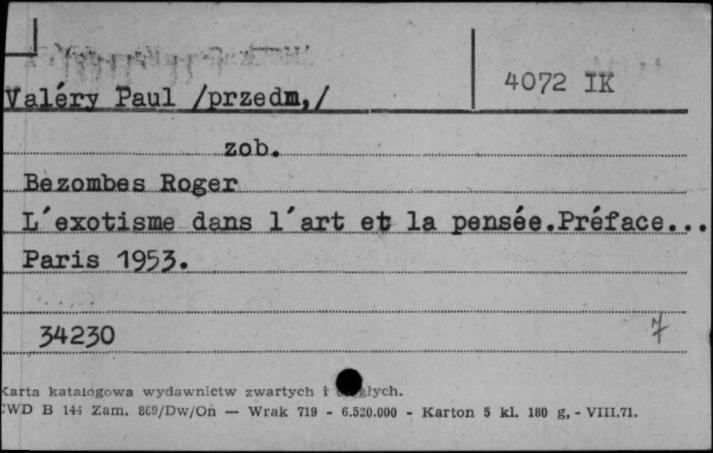 4072 IK
Valéry Paul /przedm,/
zob.
Bezombes Roger
L´exotisme dans l´art et la pensée.Préface...
Paris 1953.
34230 7
Karta katalogowa wydawnictw zwartych i
WD B 144 Zam. 869/Dw/On — Wrak 719 - 6.520.000 - Karton 5 kl. 180 g, - VIII.71.